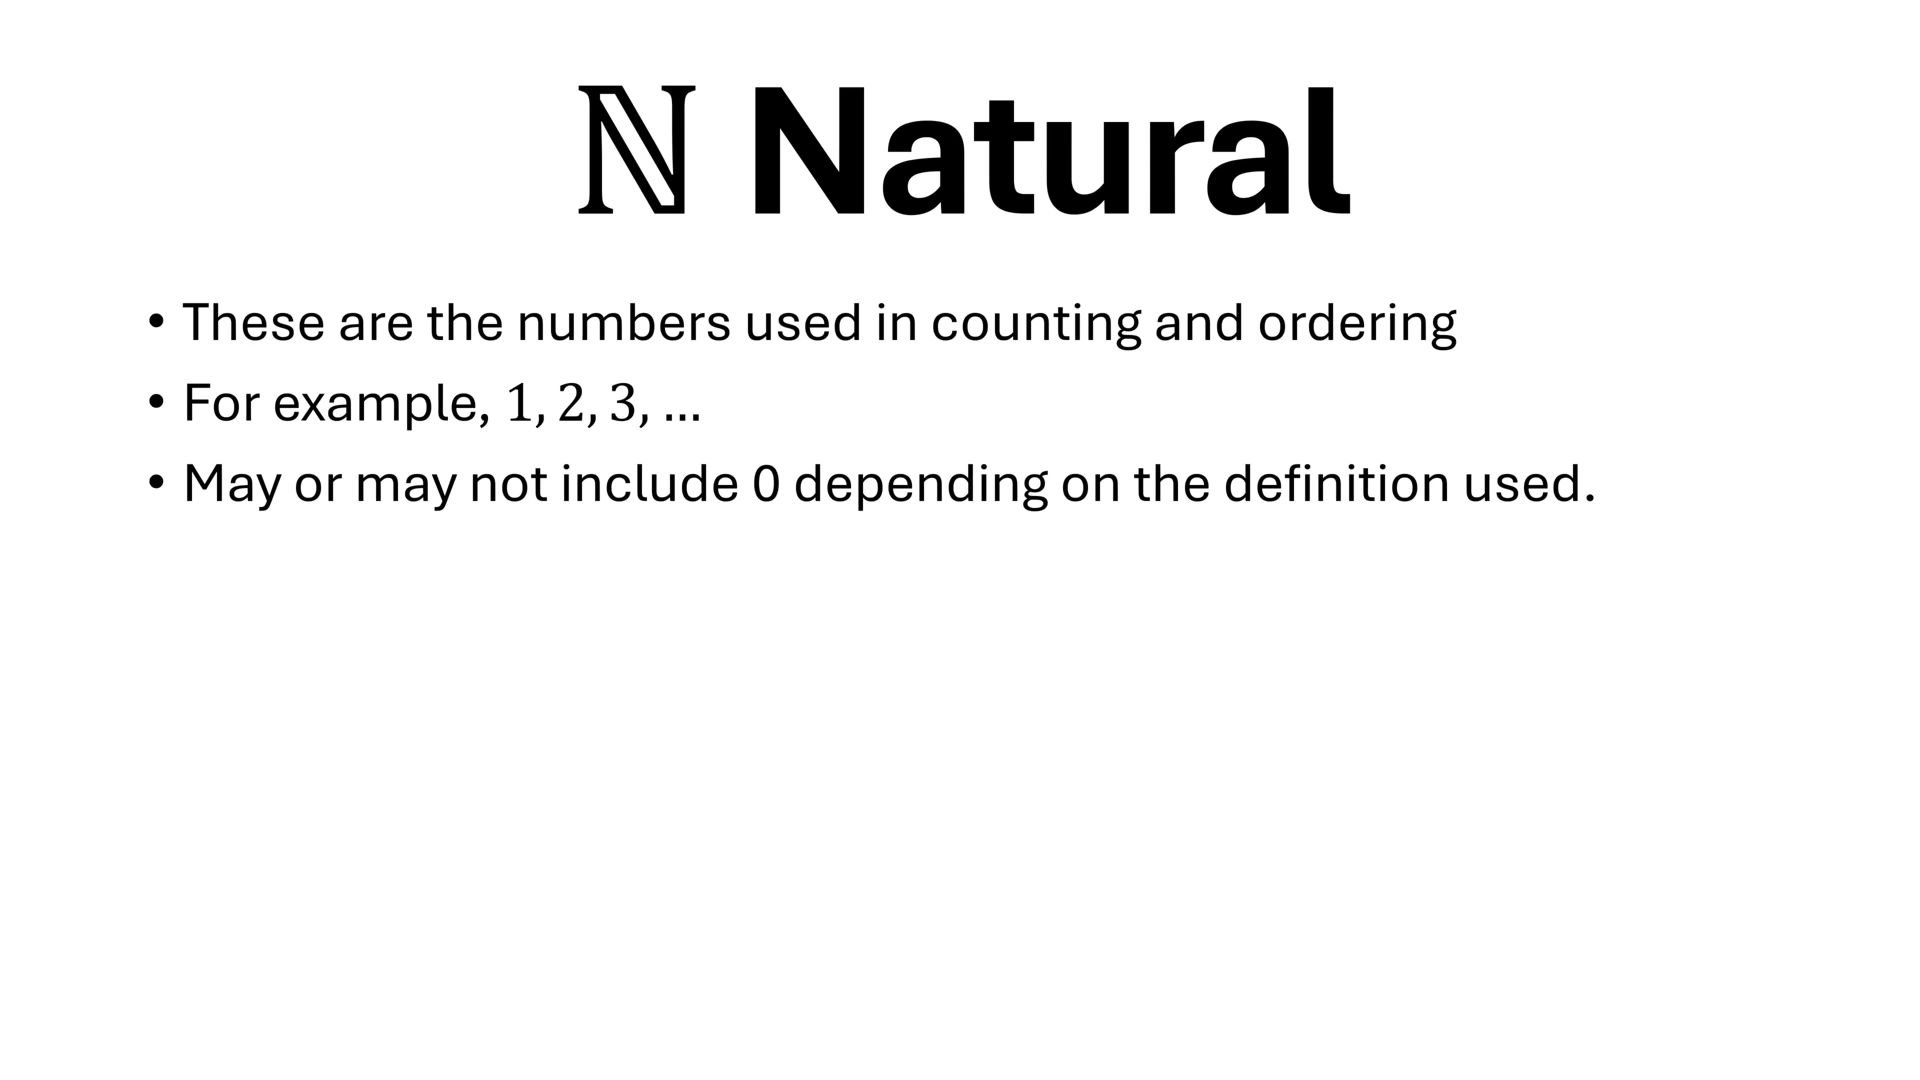 ℕ Natural
• These are the numbers used in counting and ordering
• For example, 1, 2, 3, …
• May or may not include 0 depending on the definition used.